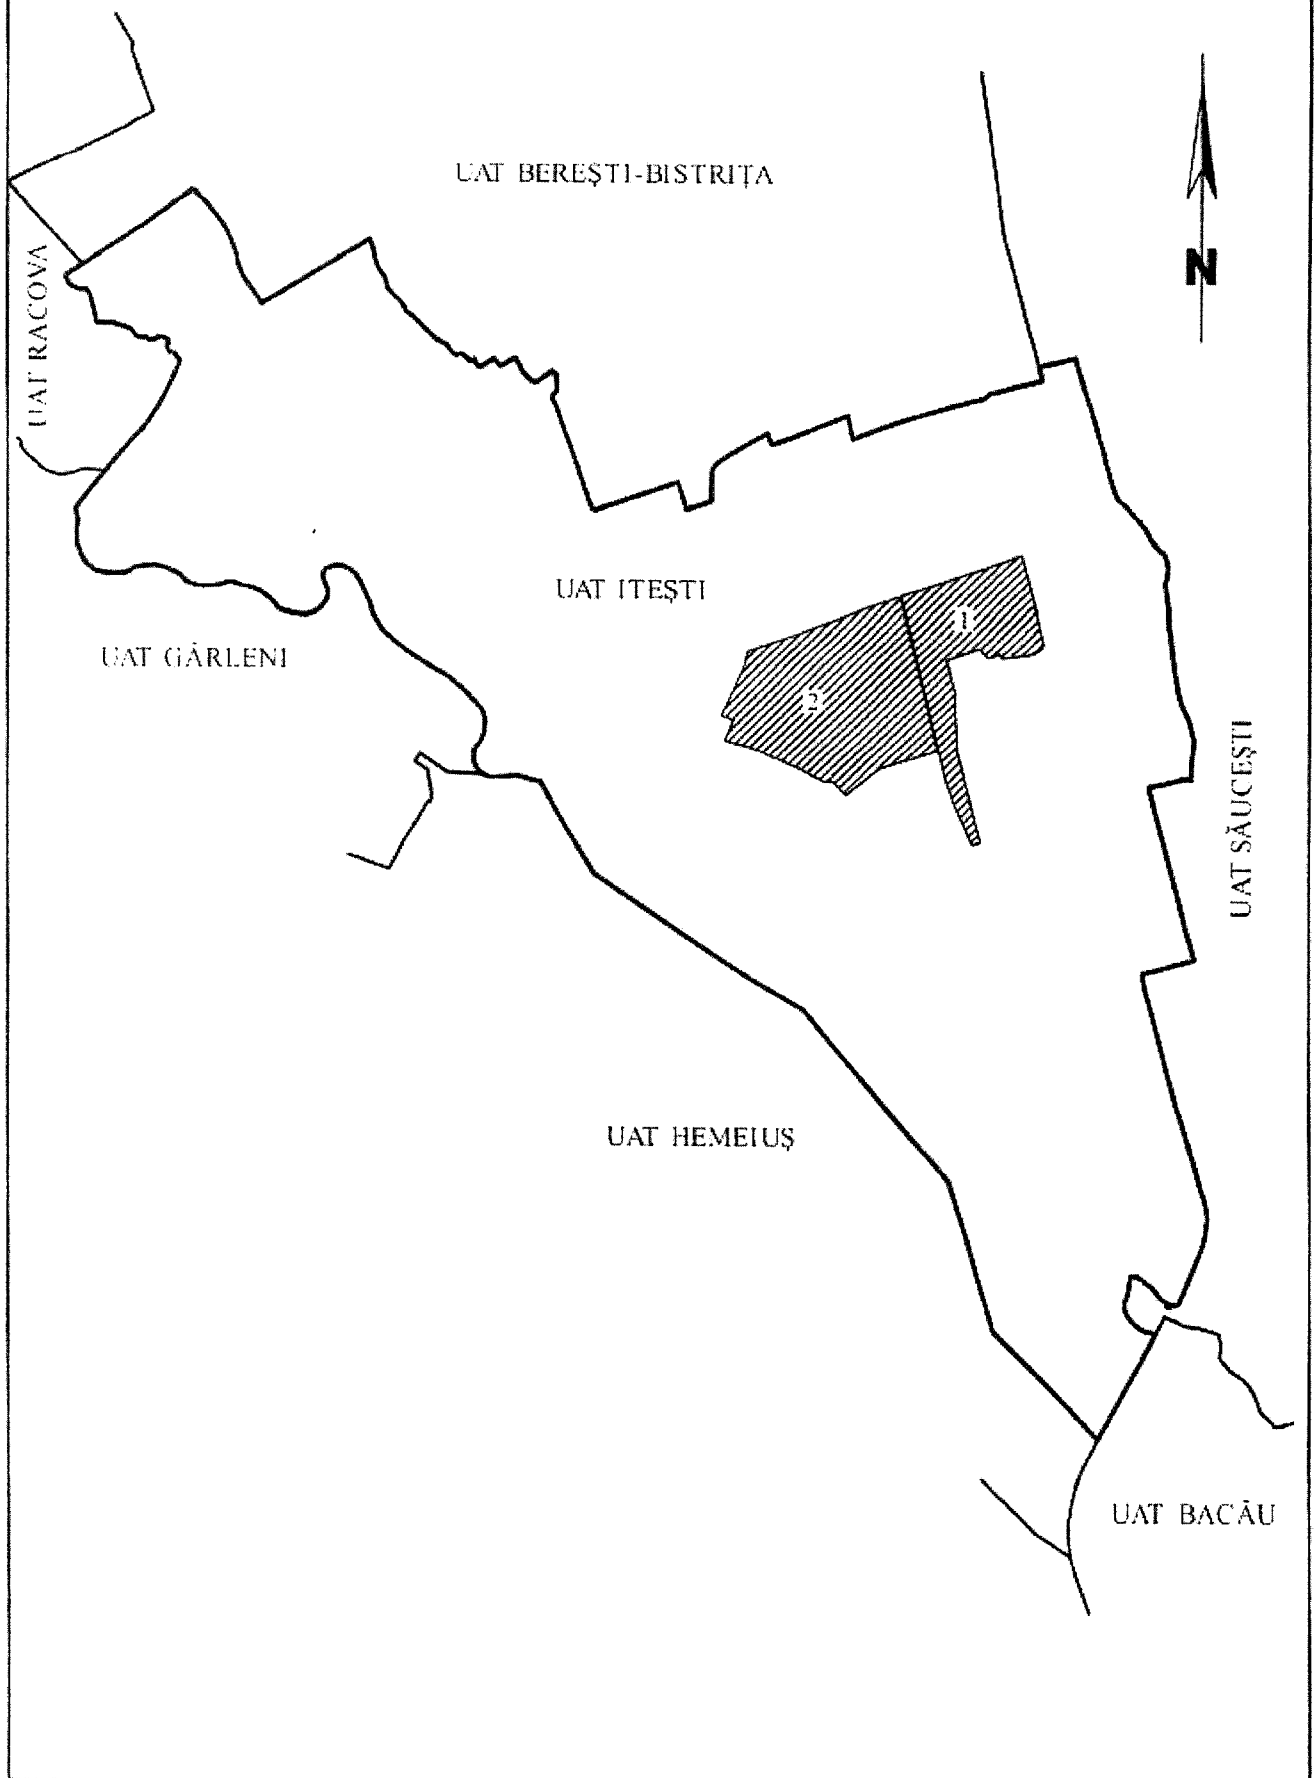 UAT BEREȘTI-BISTRIȚA
N
UAT RACOVA
UAT ITEȘTI
1
UAT GÂRLENI
2
UAT SĂUCEȘTI
UAT HEMEIUȘ
UAT BACĂU